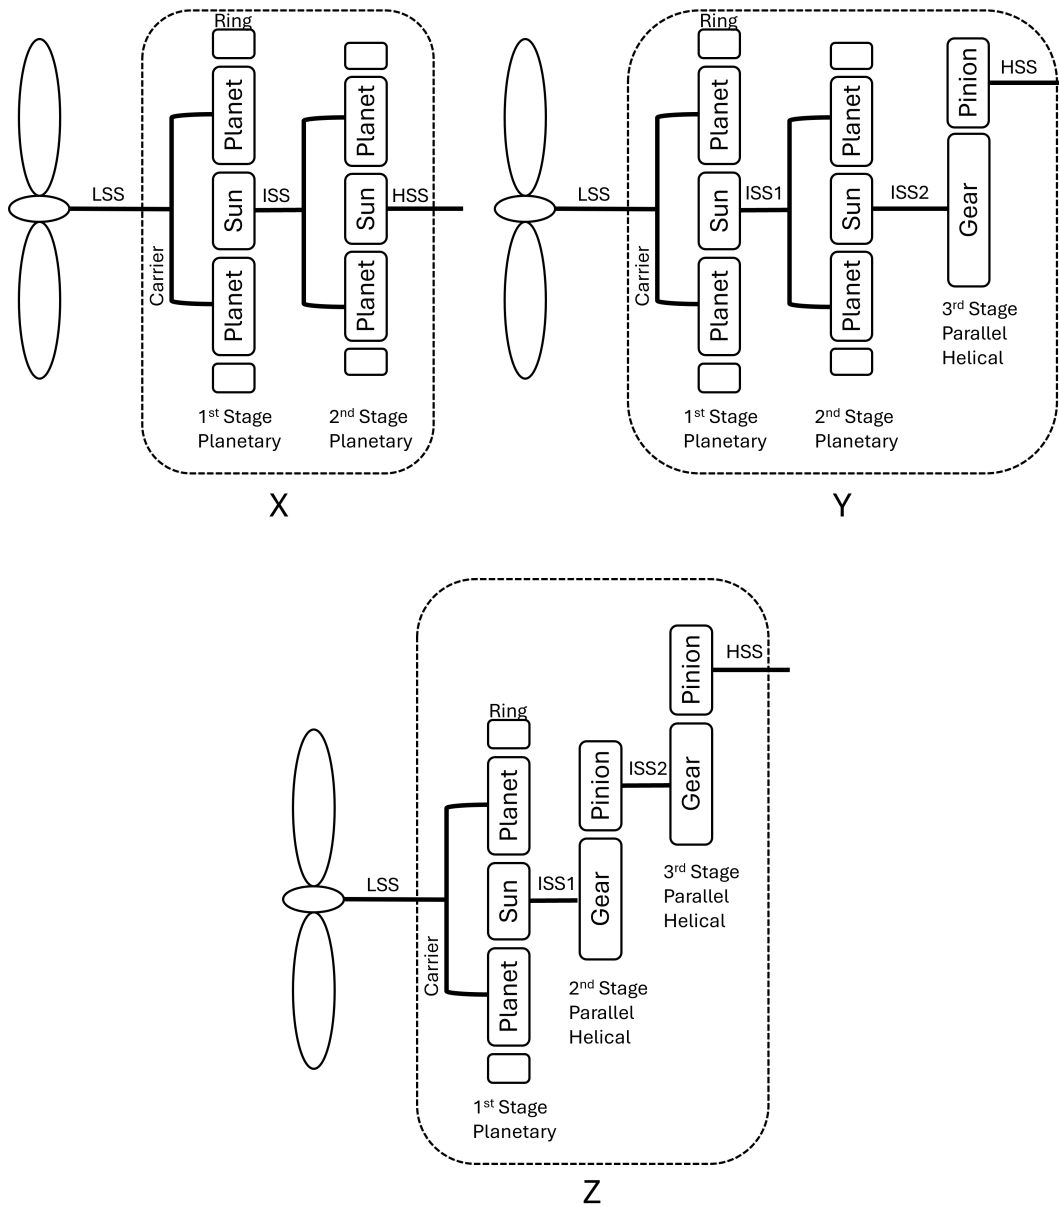 Ring
Planet
Planet
LSS
Sun
ISS
Sun
HSS
Carrier
Planet
Planet
1st Stage
Planetary
2nd Stage
Planetary
X
Ring
Planet
Planet
Pinion
HSS
LSS
Sun
ISS1
Sun
ISS2
Gear
Carrier
Planet
Planet
3rd Stage
Parallel
Helical
1st Stage
Planetary
2nd Stage
Planetary
Y
Pinion
HSS
Ring
Planet
Pinion
ISS2
Gear
LSS
Sun
ISS1
Gear
3rd Stage
Parallel
Helical
Carrier
Planet
2nd Stage
Parallel
Helical
1st Stage
Planetary
Z